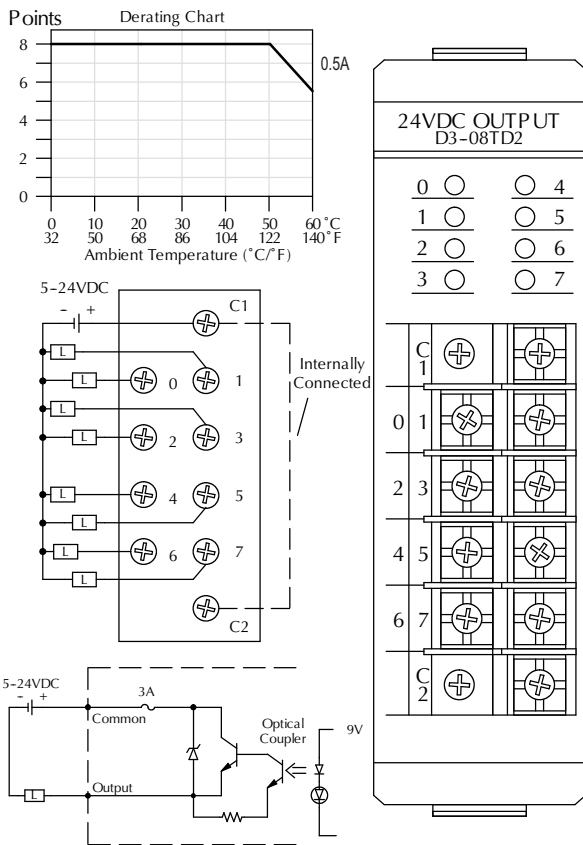 Points
Derating Chart
8
6
4
2
0
0.5A
0 10 20 30 40 50 60˚C
32 50 68 86 104 122 140˚F
Ambient Temperature (˚C/˚F)
5-24VDC
- +
C1
L
L
0 1
Internally
Connected
L
L
2 3
L
4 5
L
L
6 7
L
C2
5-24VDC
- +
3A
Common
Optical
Coupler
9V
Output
L
24VDC OUTPUT
D3-08TD2
0 4
1 5
2 6
3 7
C
1
0 1
2 3
4 5
6 7
C
2